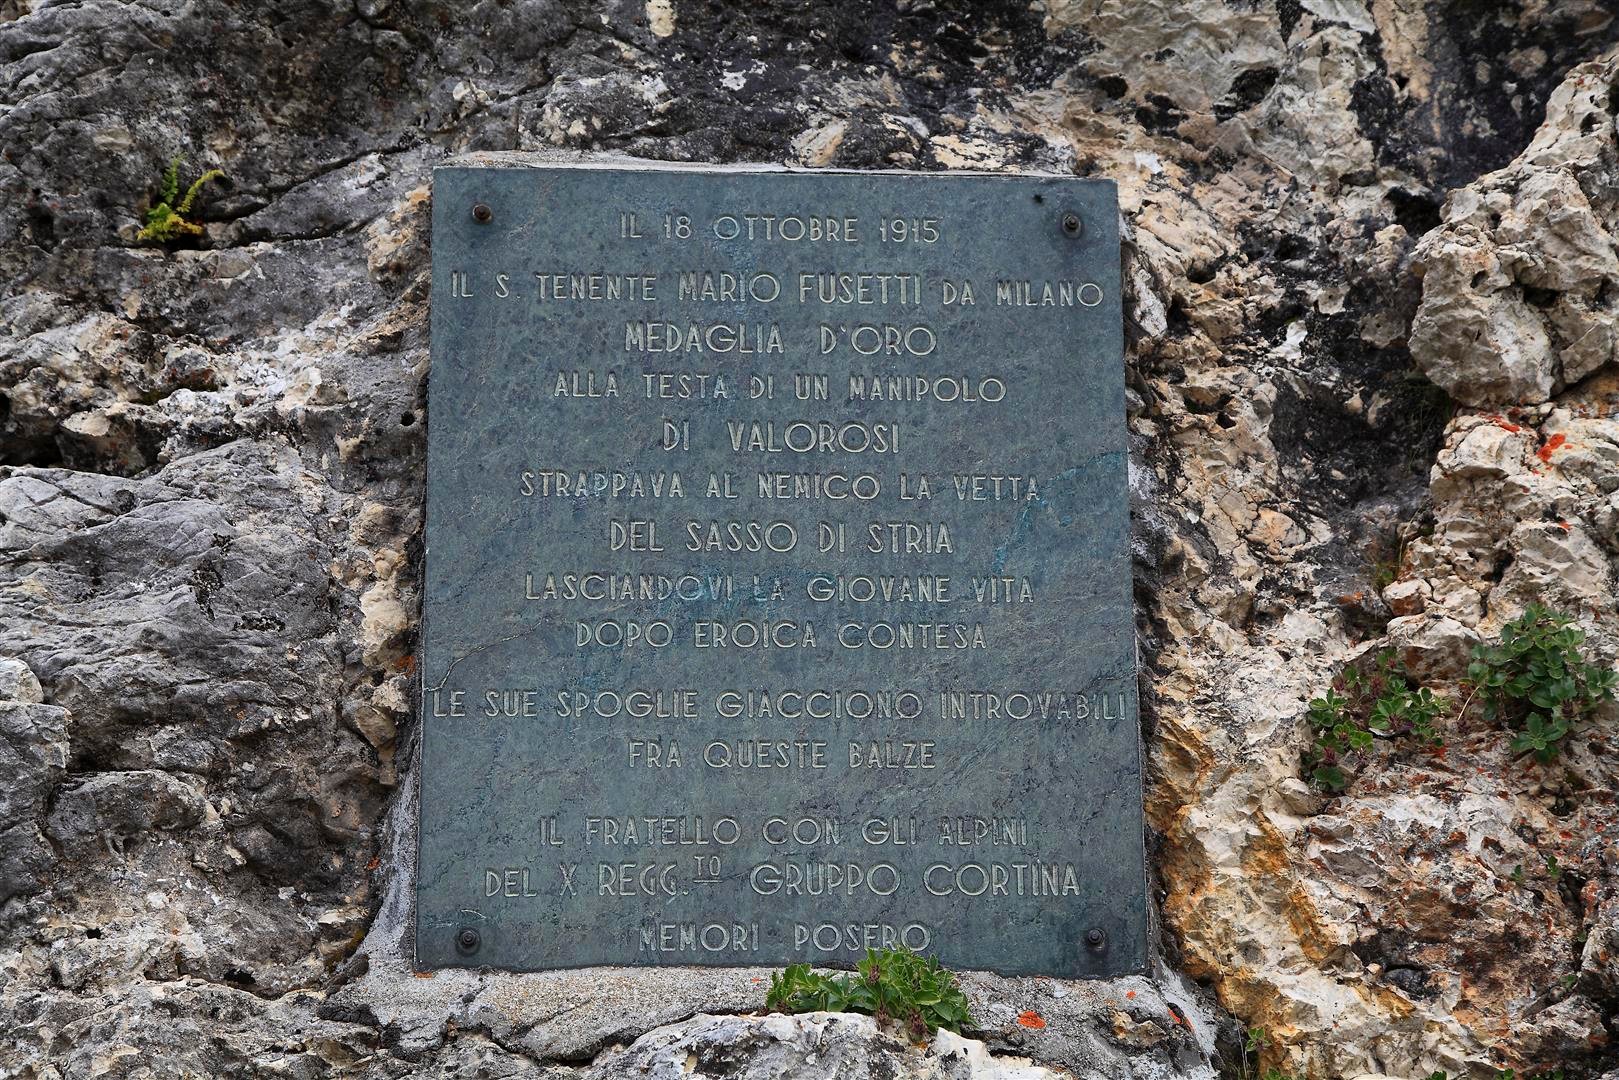 IL 18 OTTOBRE 1915
IL S. TENENTE MARIO FUSETTI DA MILANO
MEDAGLIA D'ORO
ALLA TESTA DI UN MANIPOLO
DI VALOROSI
STRAPPAVA AL NEMICO LA VETTA
DEL SASSO DI STRIA
LASCIANDOVI LA GIOVANE VITA
DOPO EROICA CONTESA
LE SUE SPOGLIE GIACCIONO INTROVABILI
FRA QUESTE BALZE
IL FRATELLO CON GLI ALPINI
DEL X REGG.TO GRUPPO CORTINA
MEMORI POSERO